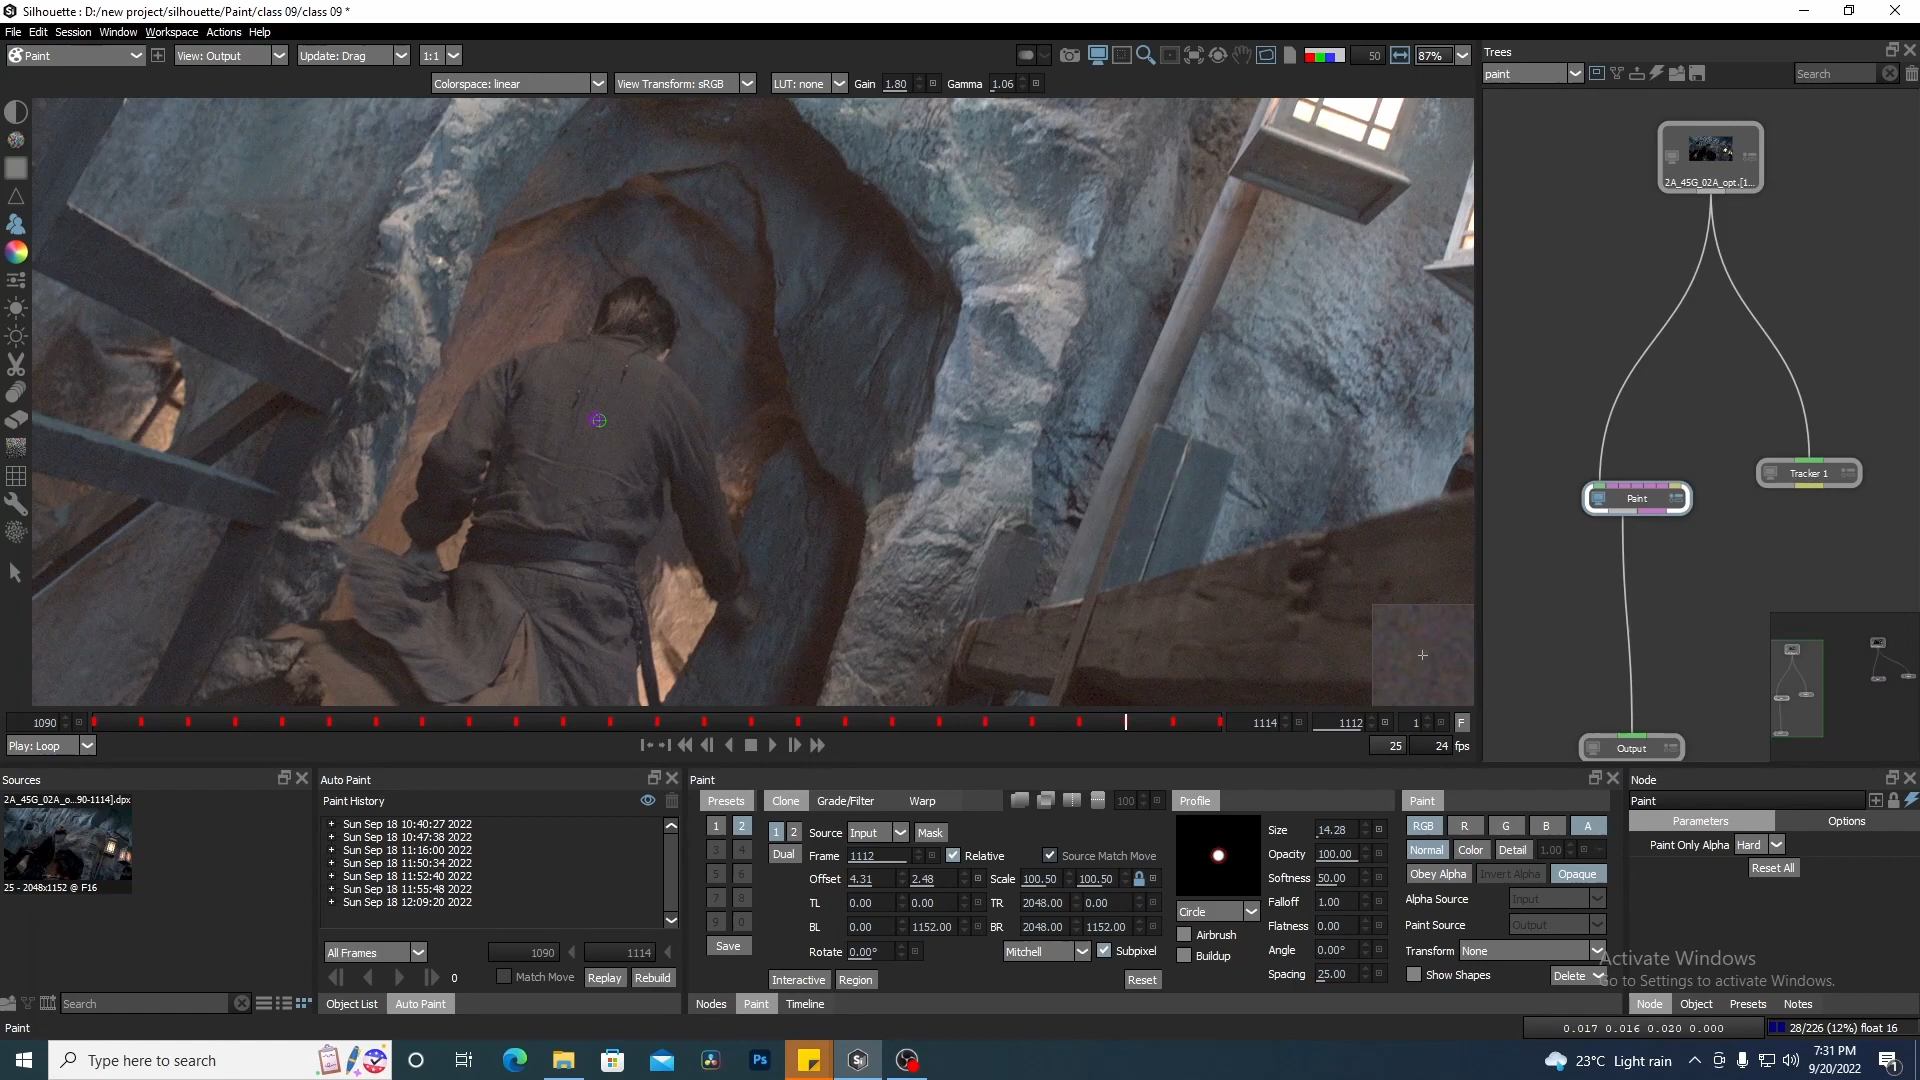 Silhouette : D:/new project/silhouette/Paint/class 09/class 09 *
File Edit Session Window Workspace Actions Help
Paint View: Output Update: Drag 1:1 50 87%
Colorspace: linear View Transform: sRGB LUT: none Gain 1.80 Gamma 1.06
Trees
paint Search
2A_45G_02A_opt.[1...
Tracker 1
Paint
Output
1090 1114 1112 1 F
Play: Loop 25 24 fps
Sources
2A_45G_02A_o...90-1114].dpx
25 - 2048x1152 @ F16
Search
Auto Paint
Paint History
+ Sun Sep 18 10:40:27 2022
+ Sun Sep 18 10:47:38 2022
+ Sun Sep 18 11:16:00 2022
+ Sun Sep 18 11:50:34 2022
+ Sun Sep 18 11:52:40 2022
+ Sun Sep 18 11:55:48 2022
+ Sun Sep 18 12:09:20 2022
All Frames 1090 1114
0 Match Move Replay Rebuild
Object List Auto Paint
Paint
Presets
1 2
3 4
5 6
7 8
9 0
Save
Clone Grade/Filter Warp 100
1 2 Source Input Mask
Dual Frame 1112 Relative Source Match Move
Offset 4.31 2.48 Scale 100.50 100.50
TL 0.00 0.00 TR 2048.00 0.00
BL 0.00 1152.00 BR 2048.00 1152.00
Rotate 0.00° Mitchell Subpixel
Interactive Region Reset
Nodes Paint Timeline
Profile
Circle
Airbrush
Buildup
Size 14.28
Opacity 100.00
Softness 50.00
Falloff 1.00
Flatness 0.00
Angle 0.00°
Spacing 25.00
Paint
RGB R G B A
Normal Color Detail 1.00
Obey Alpha Invert Alpha Opaque
Alpha Source Input
Paint Source Output
Transform None
Show Shapes Delete
Node
Paint
Parameters Options
Paint Only Alpha Hard
Reset All
Activate Windows
Go to Settings to activate Windows.
Node Object Presets Notes
Paint
0.017 0.016 0.020 0.000 28/226 (12%) float 16
Type here to search
Ps
Si
23°C Light rain
7:31 PM
9/20/2022
1